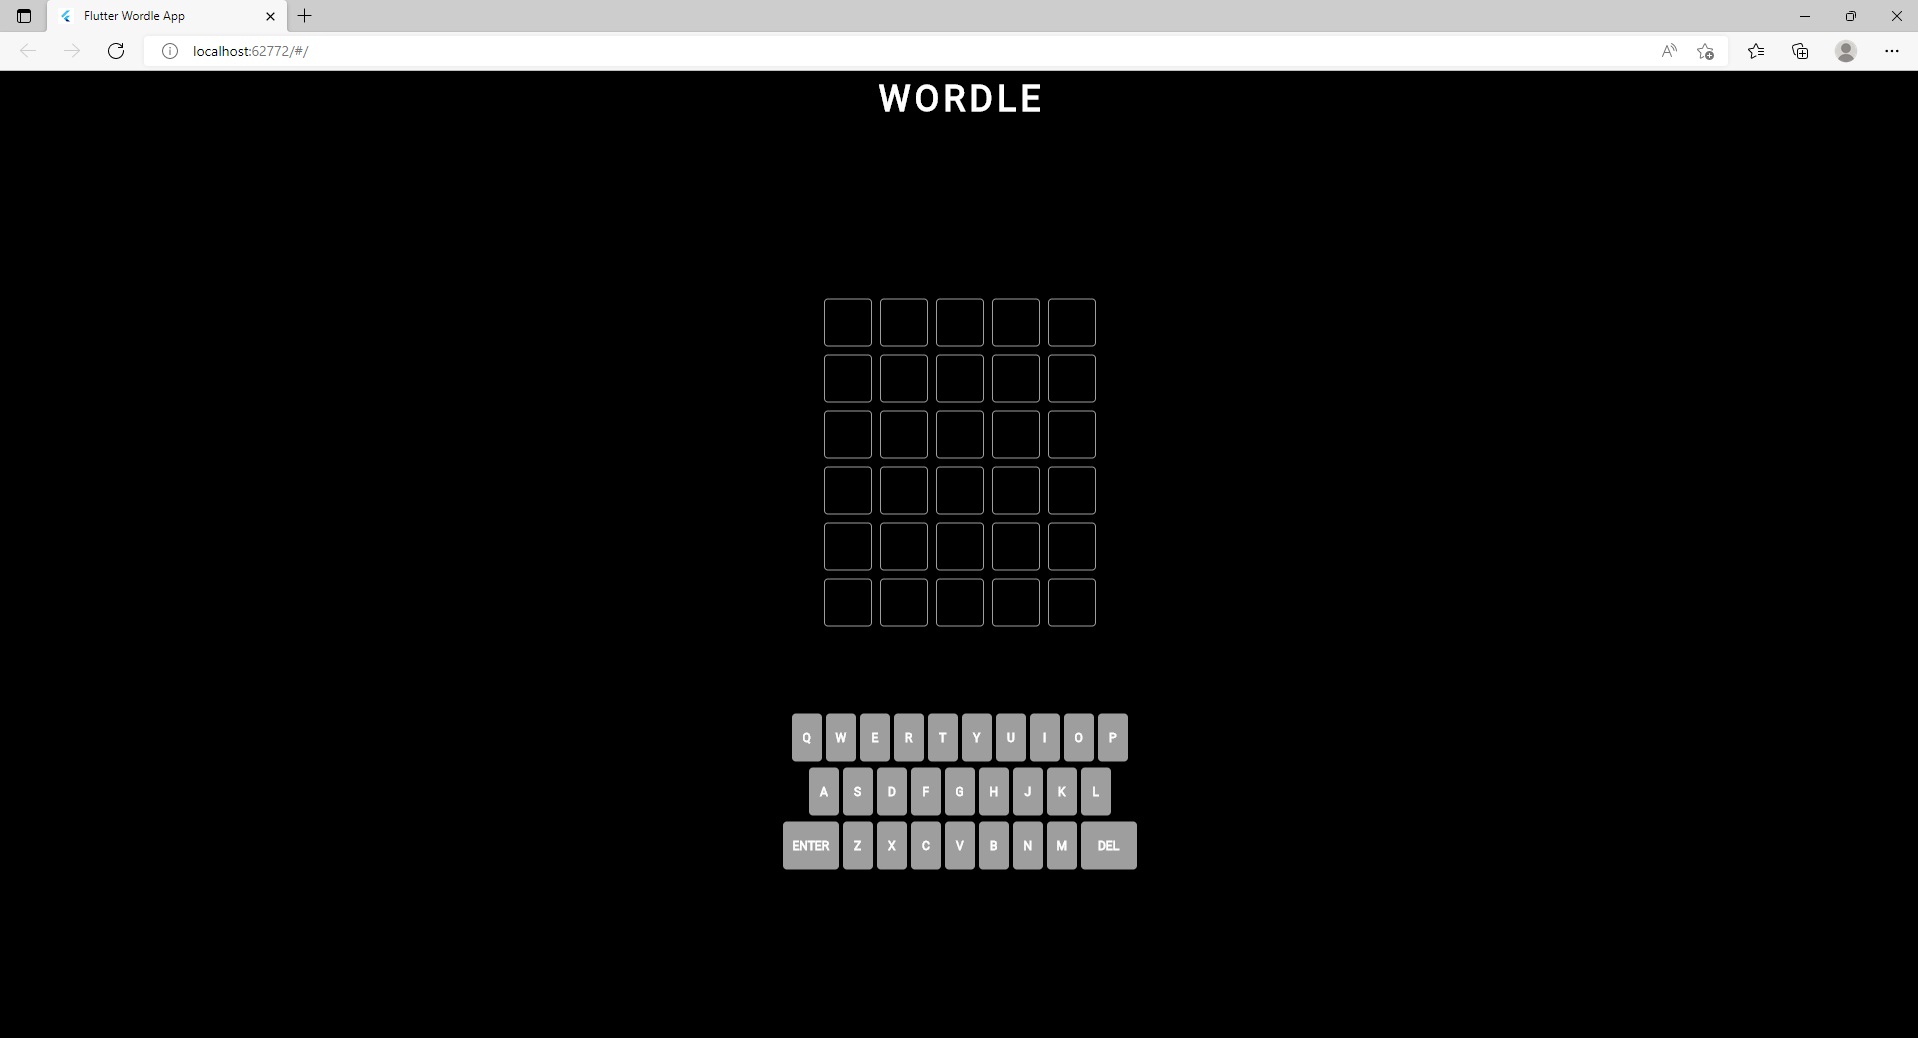 Flutter Wordle App
localhost:62772/#/
WORDLE
Q W E R T Y U I O P
A S D F G H J K L
ENTER Z X C V B N M DEL